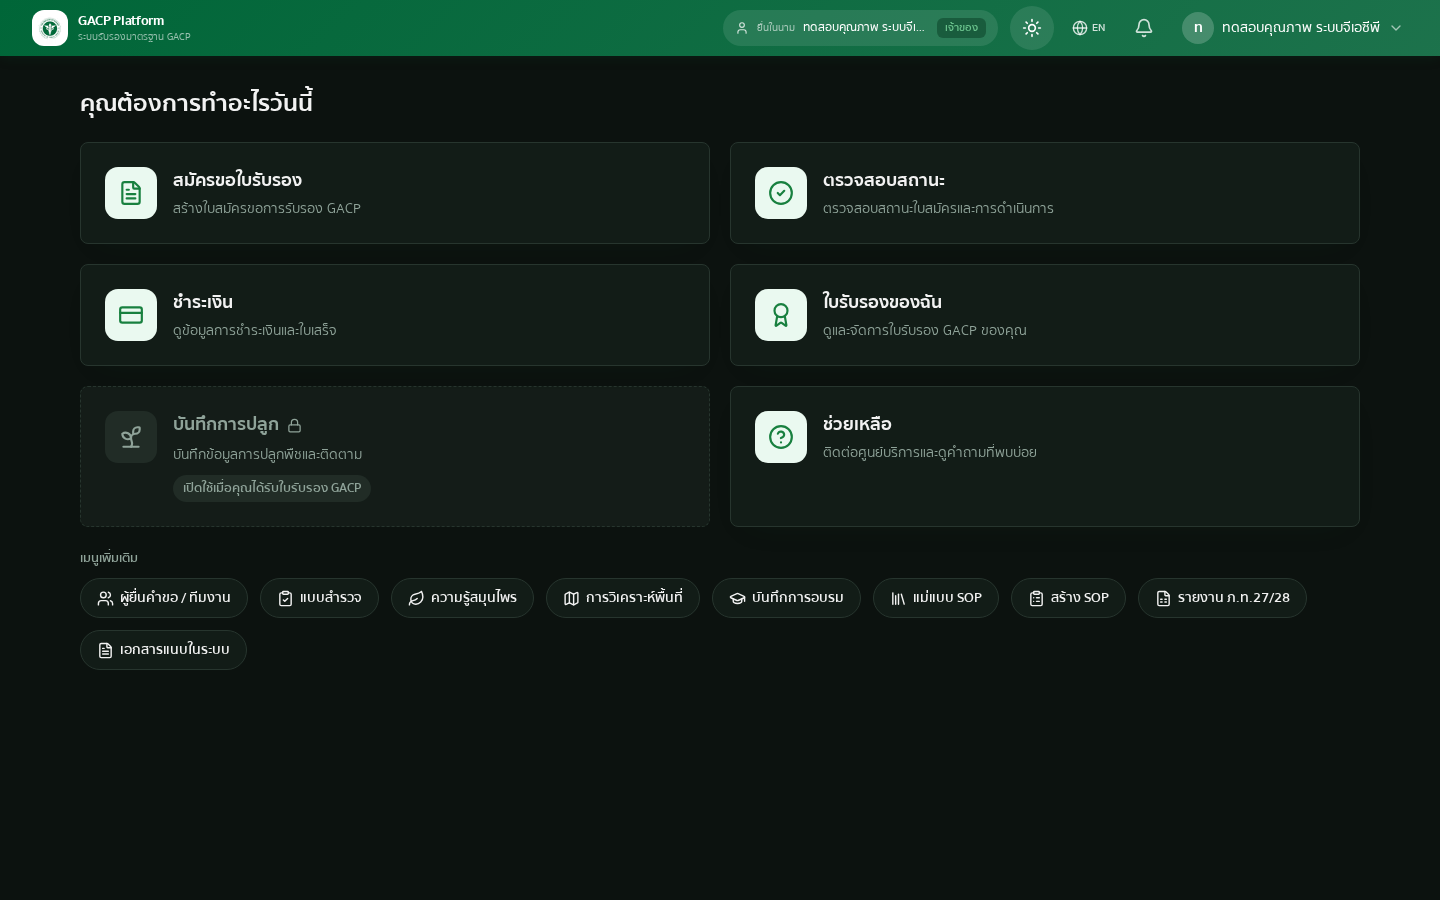 GACP Platform
ระบบรับรองมาตรฐาน GACP
ยื่นในนาม ทดสอบคุณภาพ ระบบจีเ... เจ้าของ
EN
ท ทดสอบคุณภาพ ระบบจีเอซีพี
คุณต้องการทำอะไรวันนี้
สมัครขอใบรับรอง
สร้างใบสมัครขอการรับรอง GACP
ตรวจสอบสถานะ
ตรวจสอบสถานะใบสมัครและการดำเนินการ
ชำระเงิน
ดูข้อมูลการชำระเงินและใบเสร็จ
ใบรับรองของฉัน
ดูและจัดการใบรับรอง GACP ของคุณ
บันทึกการปลูก
บันทึกข้อมูลการปลูกพืชและติดตาม
เปิดใช้เมื่อคุณได้รับใบรับรอง GACP
ช่วยเหลือ
ติดต่อศูนย์บริการและดูคำถามที่พบบ่อย
เมนูเพิ่มเติม
ผู้ยื่นคำขอ / ทีมงาน
แบบสำรวจ
ความรู้สมุนไพร
การวิเคราะห์พื้นที่
บันทึกการอบรม
แม่แบบ SOP
สร้าง SOP
รายงาน ภ.ท.27/28
เอกสารแนบในระบบ